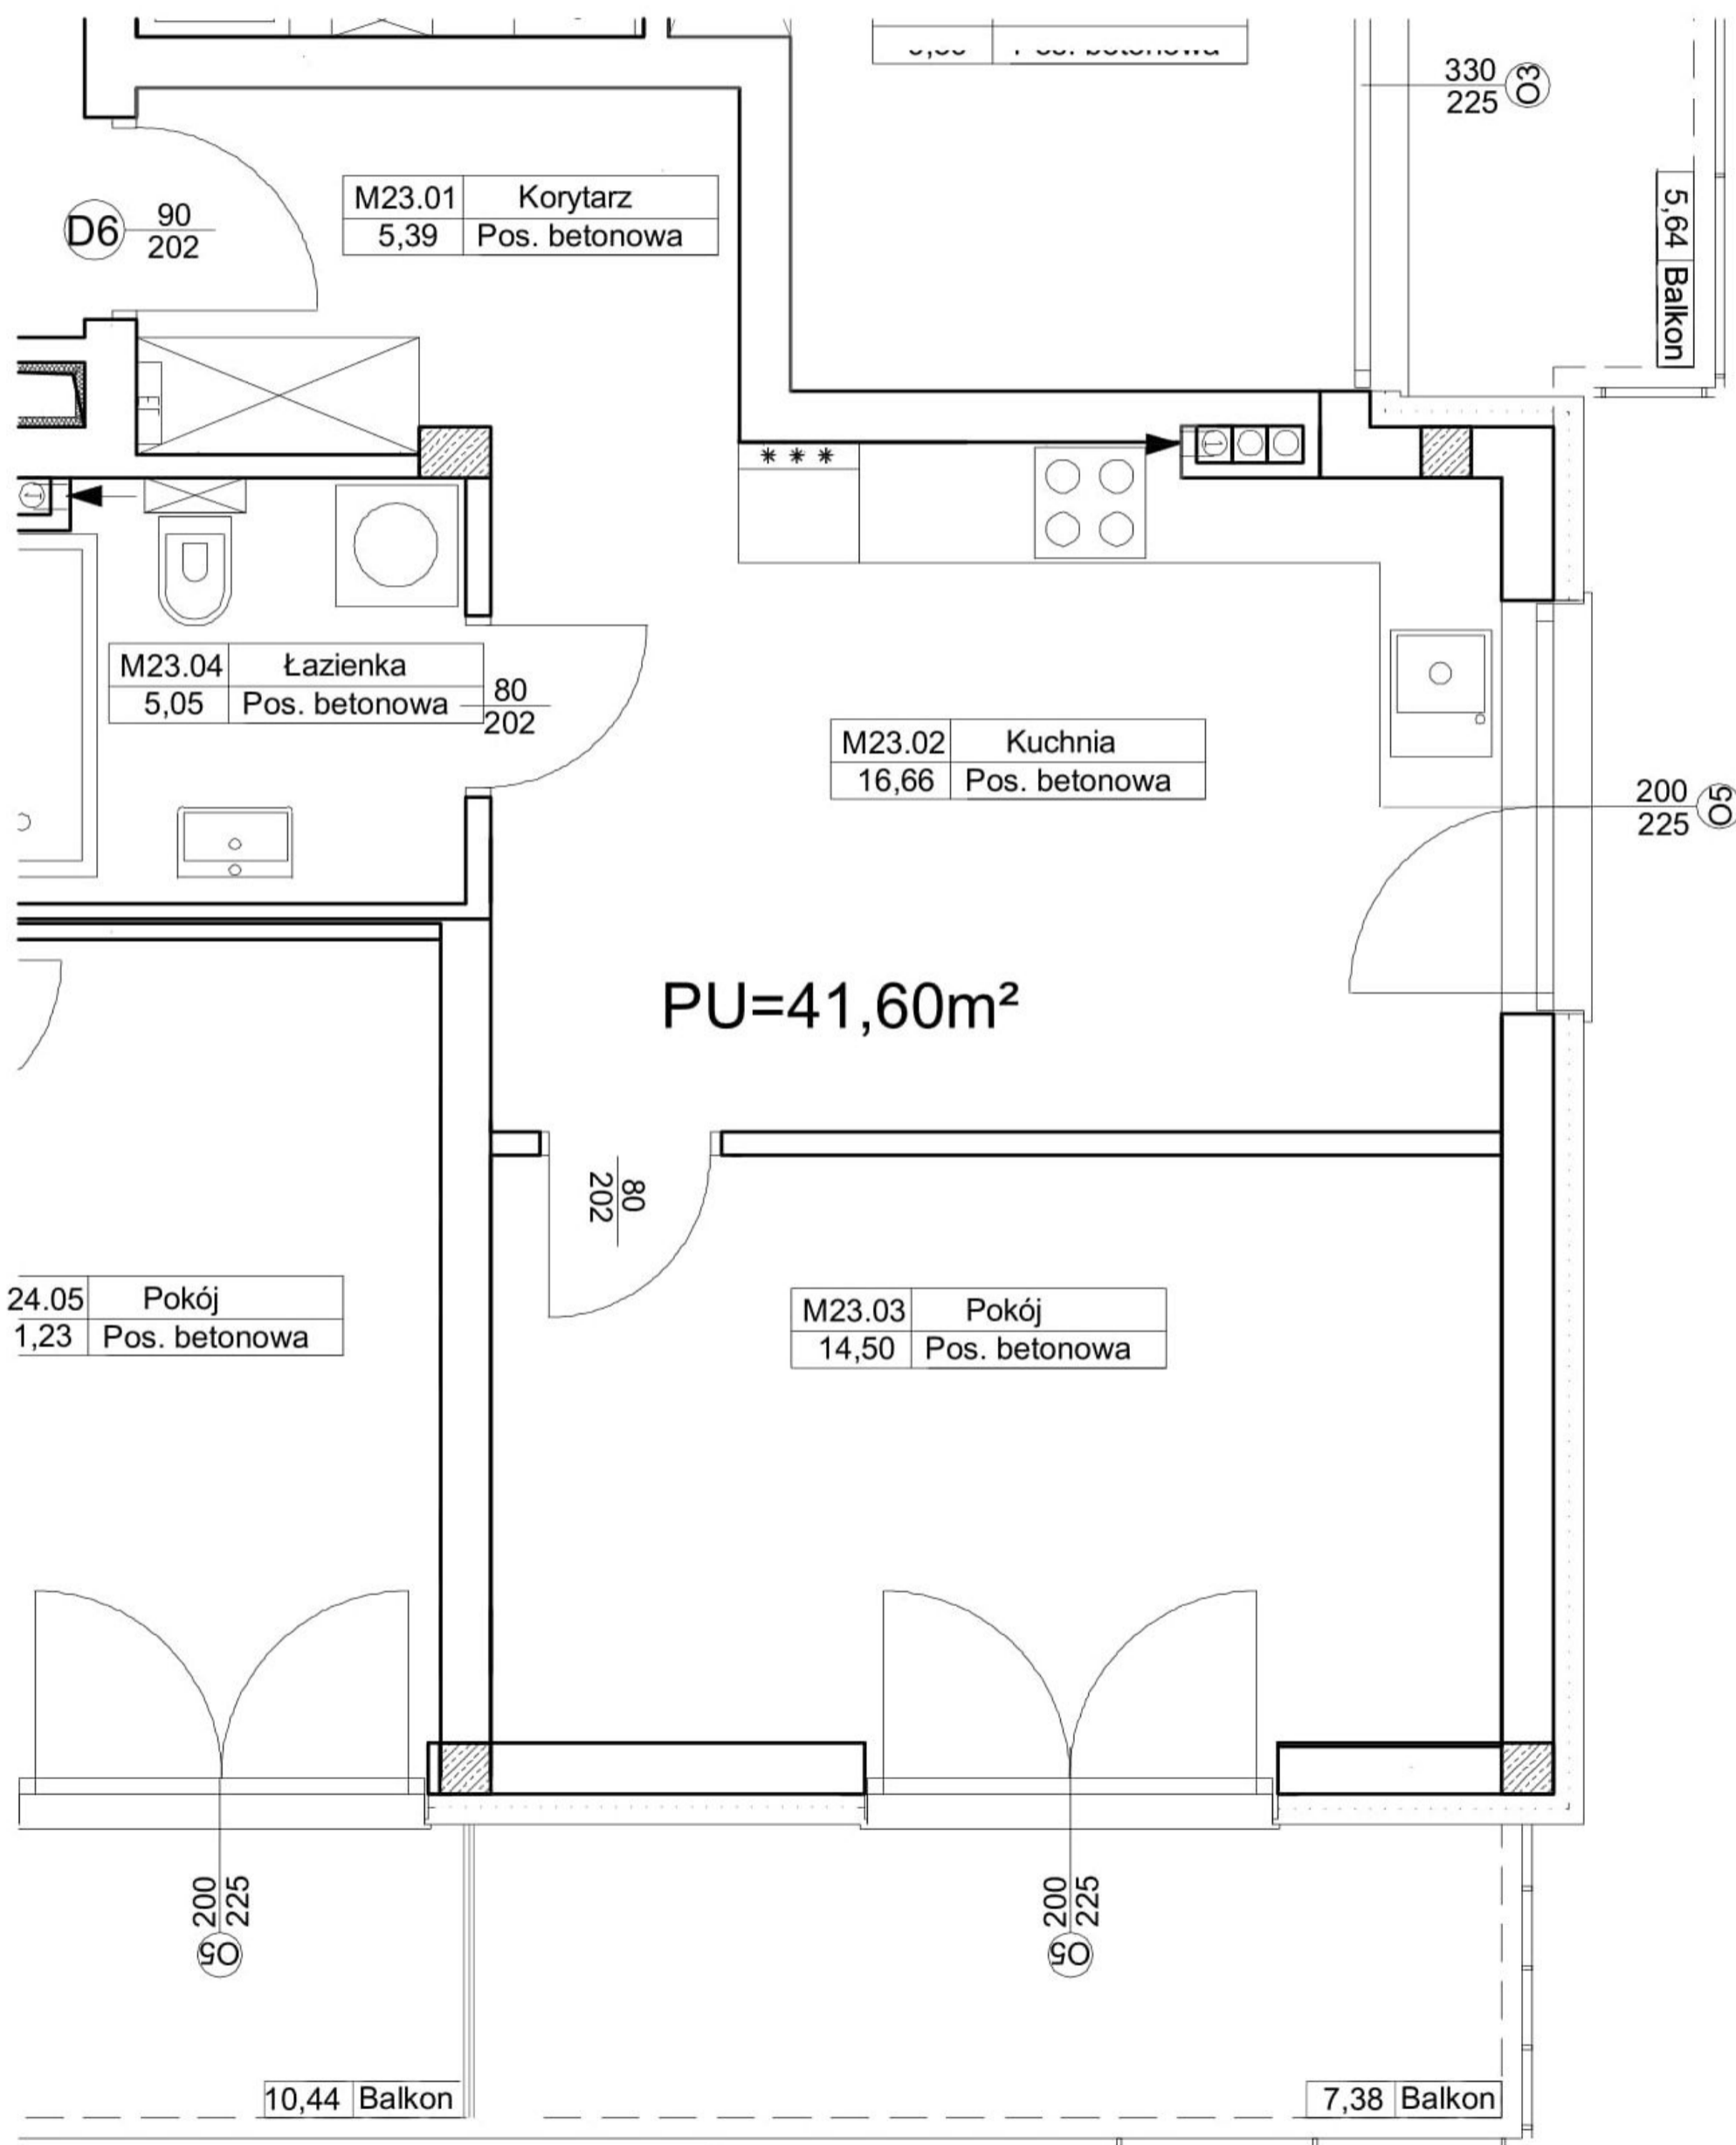 330
225
O3
M23.01 Korytarz
5,39 Pos. betonowa
D6
90
202
5,64 Balkon
* * *
1
1
M23.04 Łazienka
5,05 Pos. betonowa
80
202
M23.02 Kuchnia
16,66 Pos. betonowa
200
225
O5
PU=41,60m²
80
202
24.05 Pokój
1,23 Pos. betonowa
M23.03 Pokój
14,50 Pos. betonowa
200
225
O5
200
225
O5
10,44 Balkon
7,38 Balkon